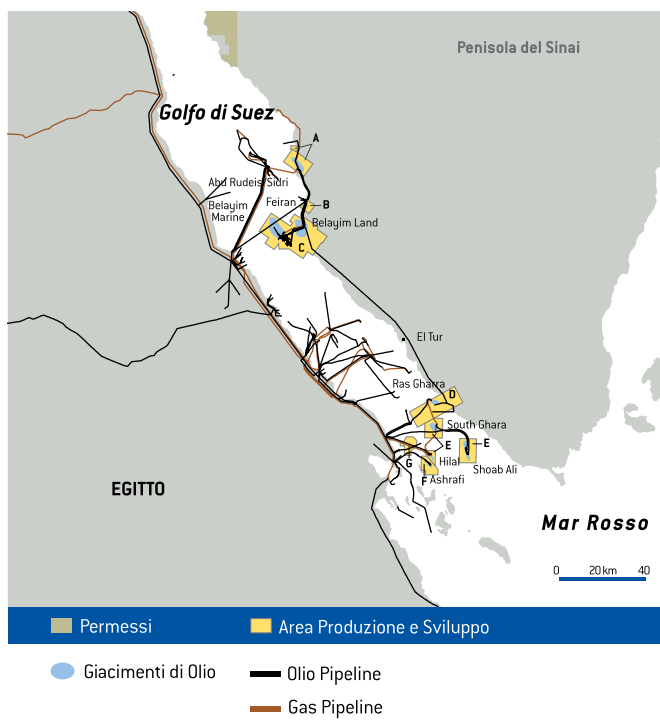 Penisola del Sinai
Golfo di Suez
A
Abu Rudeis/Sidri
Feiran
B
Belayim
Marine
Belayim Land
C
El Tur
Ras Gharra
D
South Ghara
E
E
G
Hilal
Shoab Ali
F
Ashrafi
EGITTO
Mar Rosso
0 20 km 40
Permessi
Area Produzione e Sviluppo
Giacimenti di Olio
Olio Pipeline
Gas Pipeline